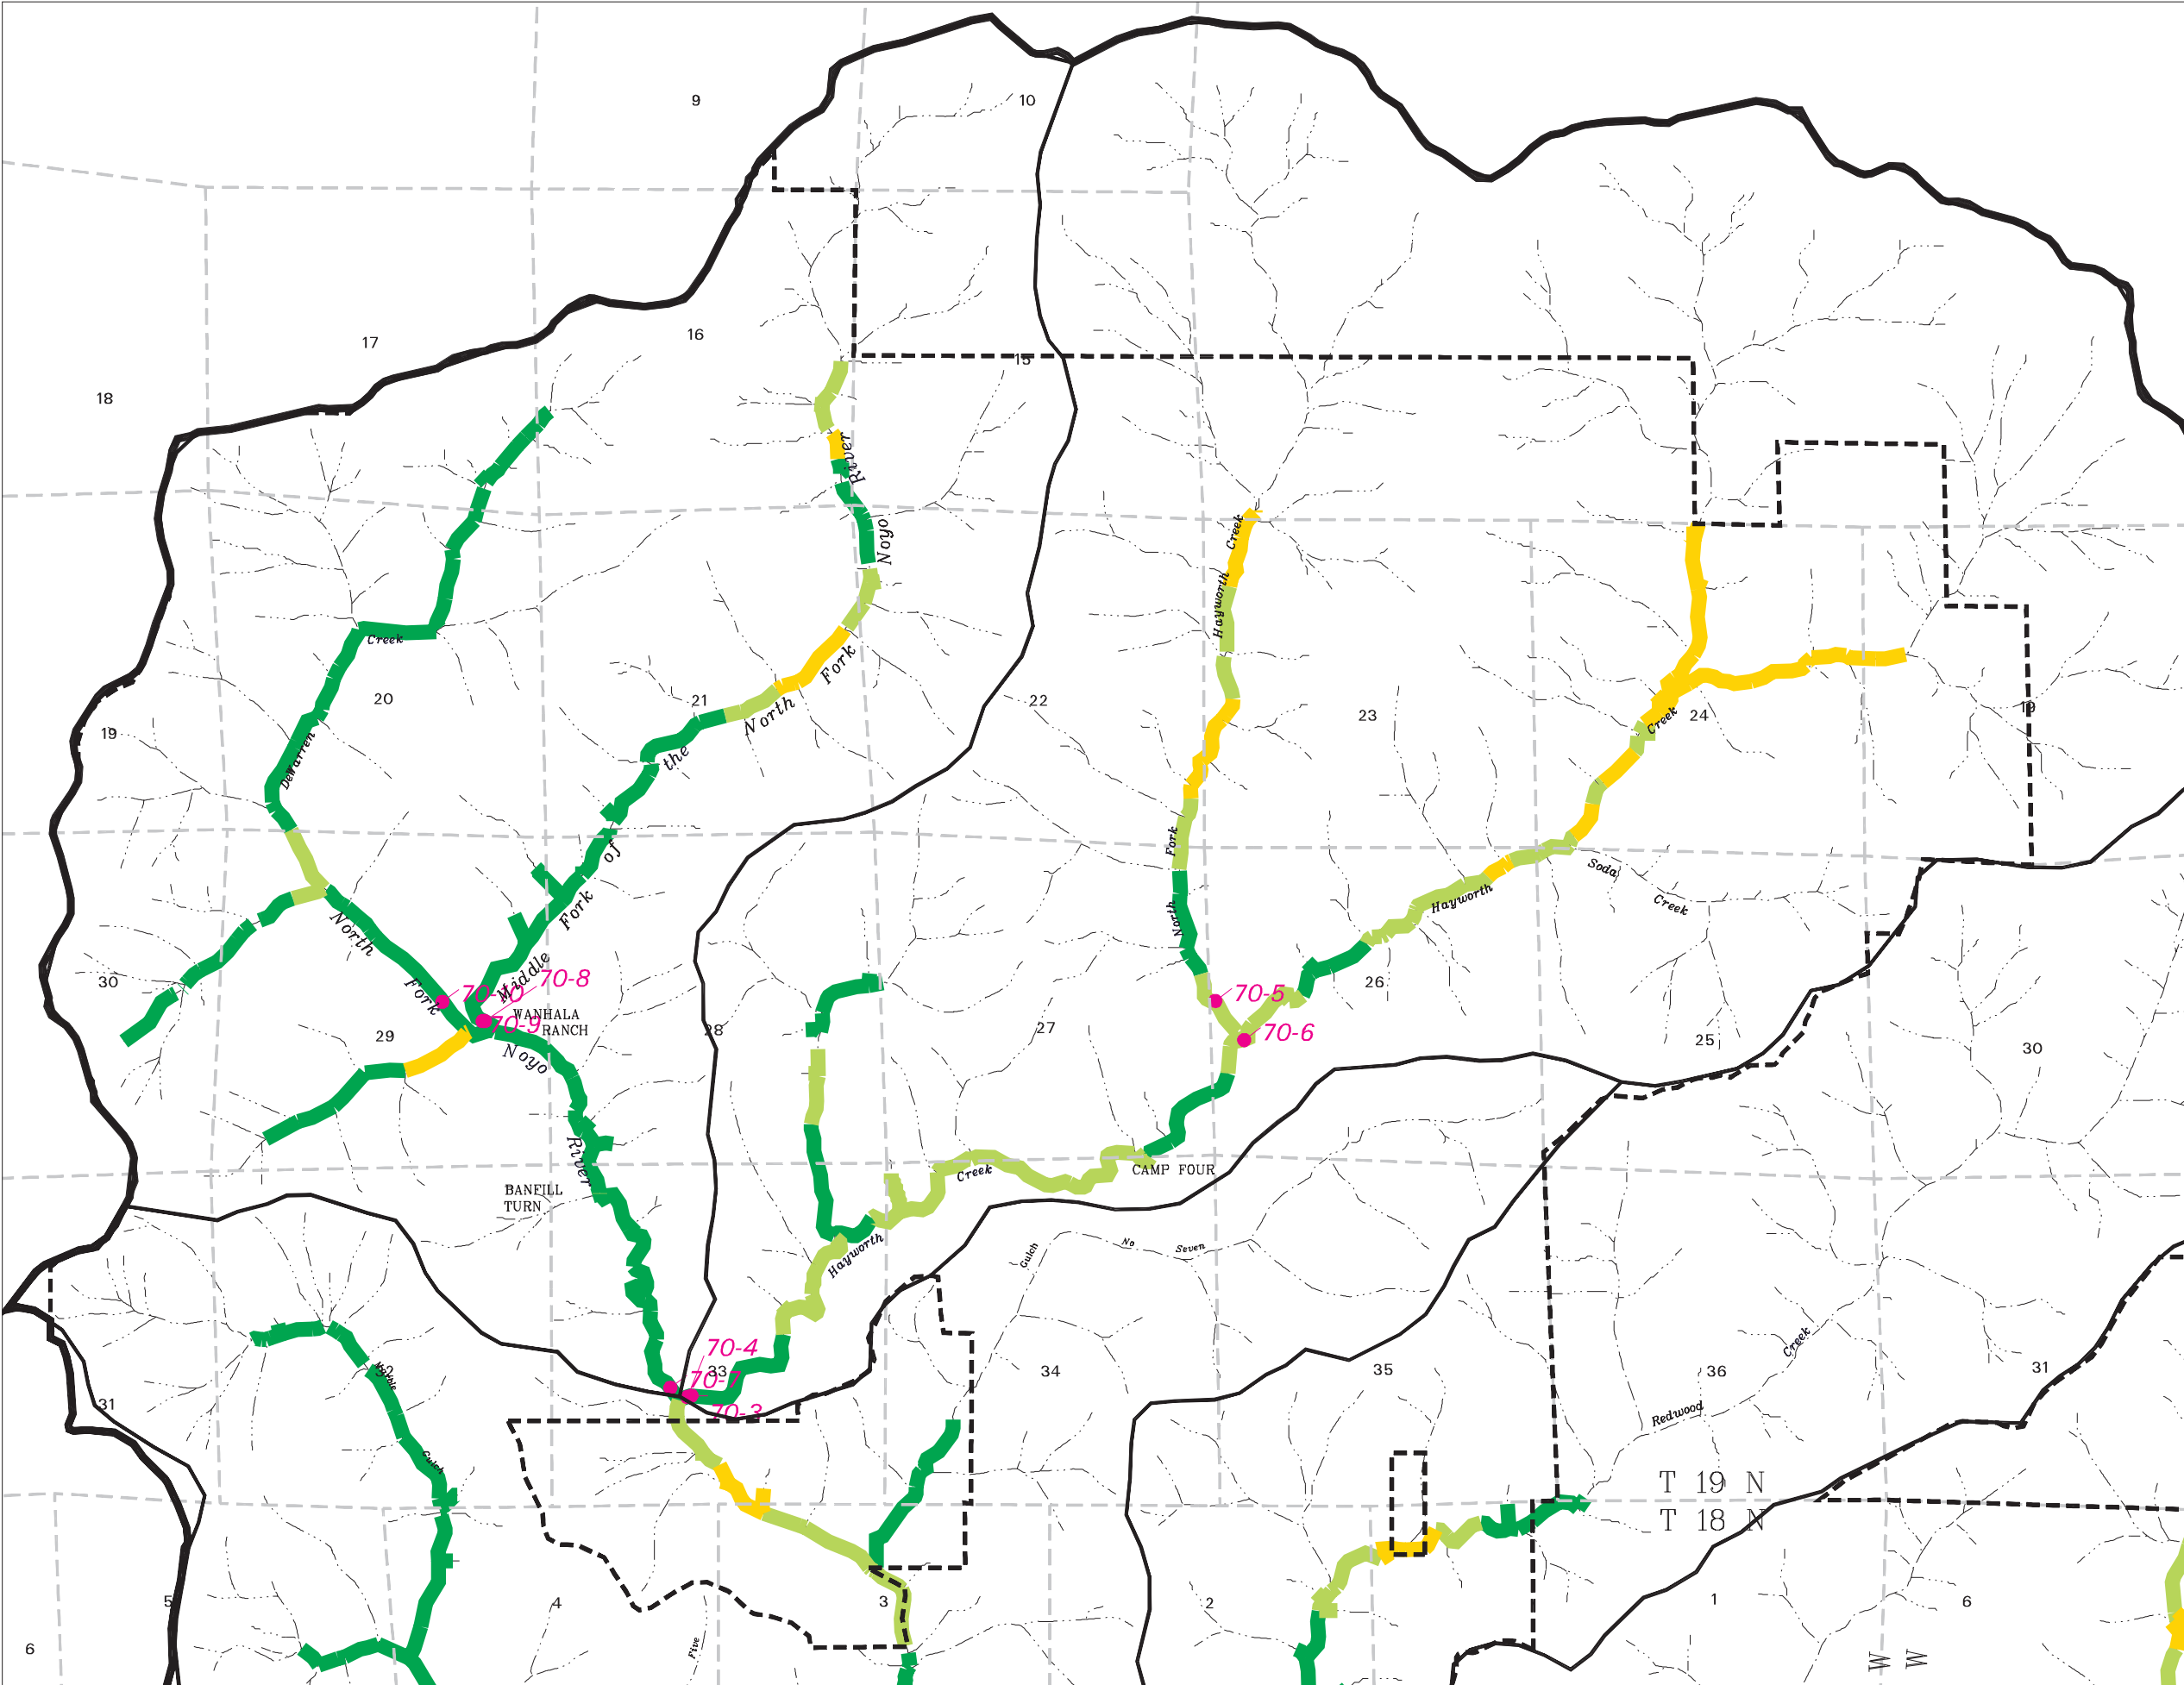 9
10
17
16
15
18
River
Noyo
Creek
Hayworth
Creek
Fork
20
21
North
22
23
24
19
Creek
19
the
DeWarren
of
Fork
Soda
Creek
Hayworth
North
Fork
North
Fork
Middle
70-8
30
70-10
70-5
26
WANHALA
RANCH
70-9
28
27
70-6
29
25
30
Noyo
River
CAMP FOUR
Creek
BANFILL
TURN
Hayworth
Gulch
No
Seven
70-4
33
70-7
34
35
36
31
Creek
31
70-3
Redwood
Gulch
T 19 N
T 18 N
5
4
3
2
1
6
6
Five
W W